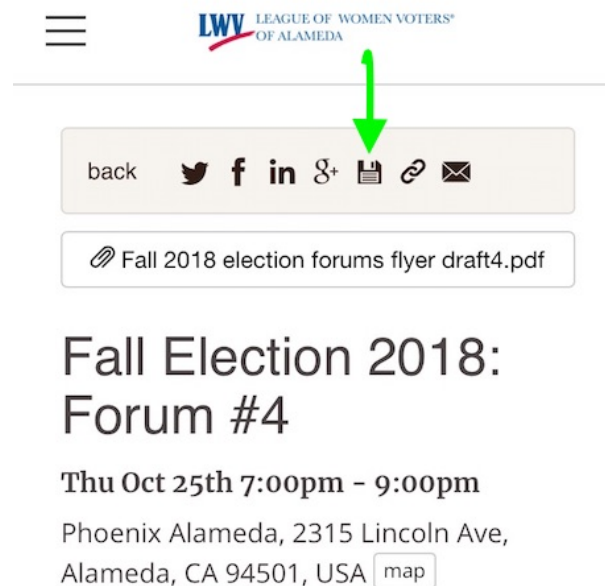 LWV LEAGUE OF WOMEN VOTERS®
OF ALAMEDA
back f in g+
Fall 2018 election forums flyer draft4.pdf
Fall Election 2018:
Forum #4
Thu Oct 25th 7:00pm - 9:00pm
Phoenix Alameda, 2315 Lincoln Ave,
Alameda, CA 94501, USA map